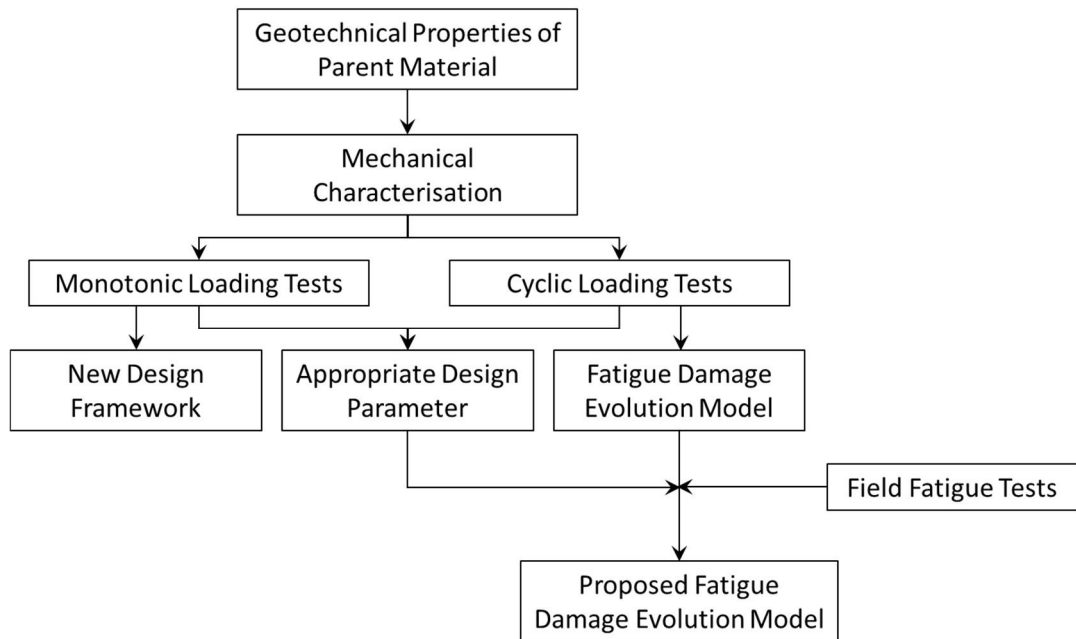 Geotechnical Properties of
Parent Material
Mechanical
Characterisation
Monotonic Loading Tests
Cyclic Loading Tests
New Design
Framework
Appropriate Design
Parameter
Fatigue Damage
Evolution Model
Field Fatigue Tests
Proposed Fatigue
Damage Evolution Model